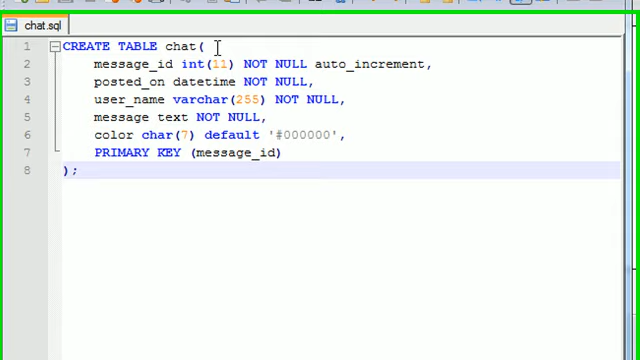 chat.sql
1 CREATE TABLE chat(
2 message_id int(11) NOT NULL auto_increment,
3 posted_on datetime NOT NULL,
4 user_name varchar(255) NOT NULL,
5 message text NOT NULL,
6 color char(7) default '#000000',
7 PRIMARY KEY (message_id)
8 );